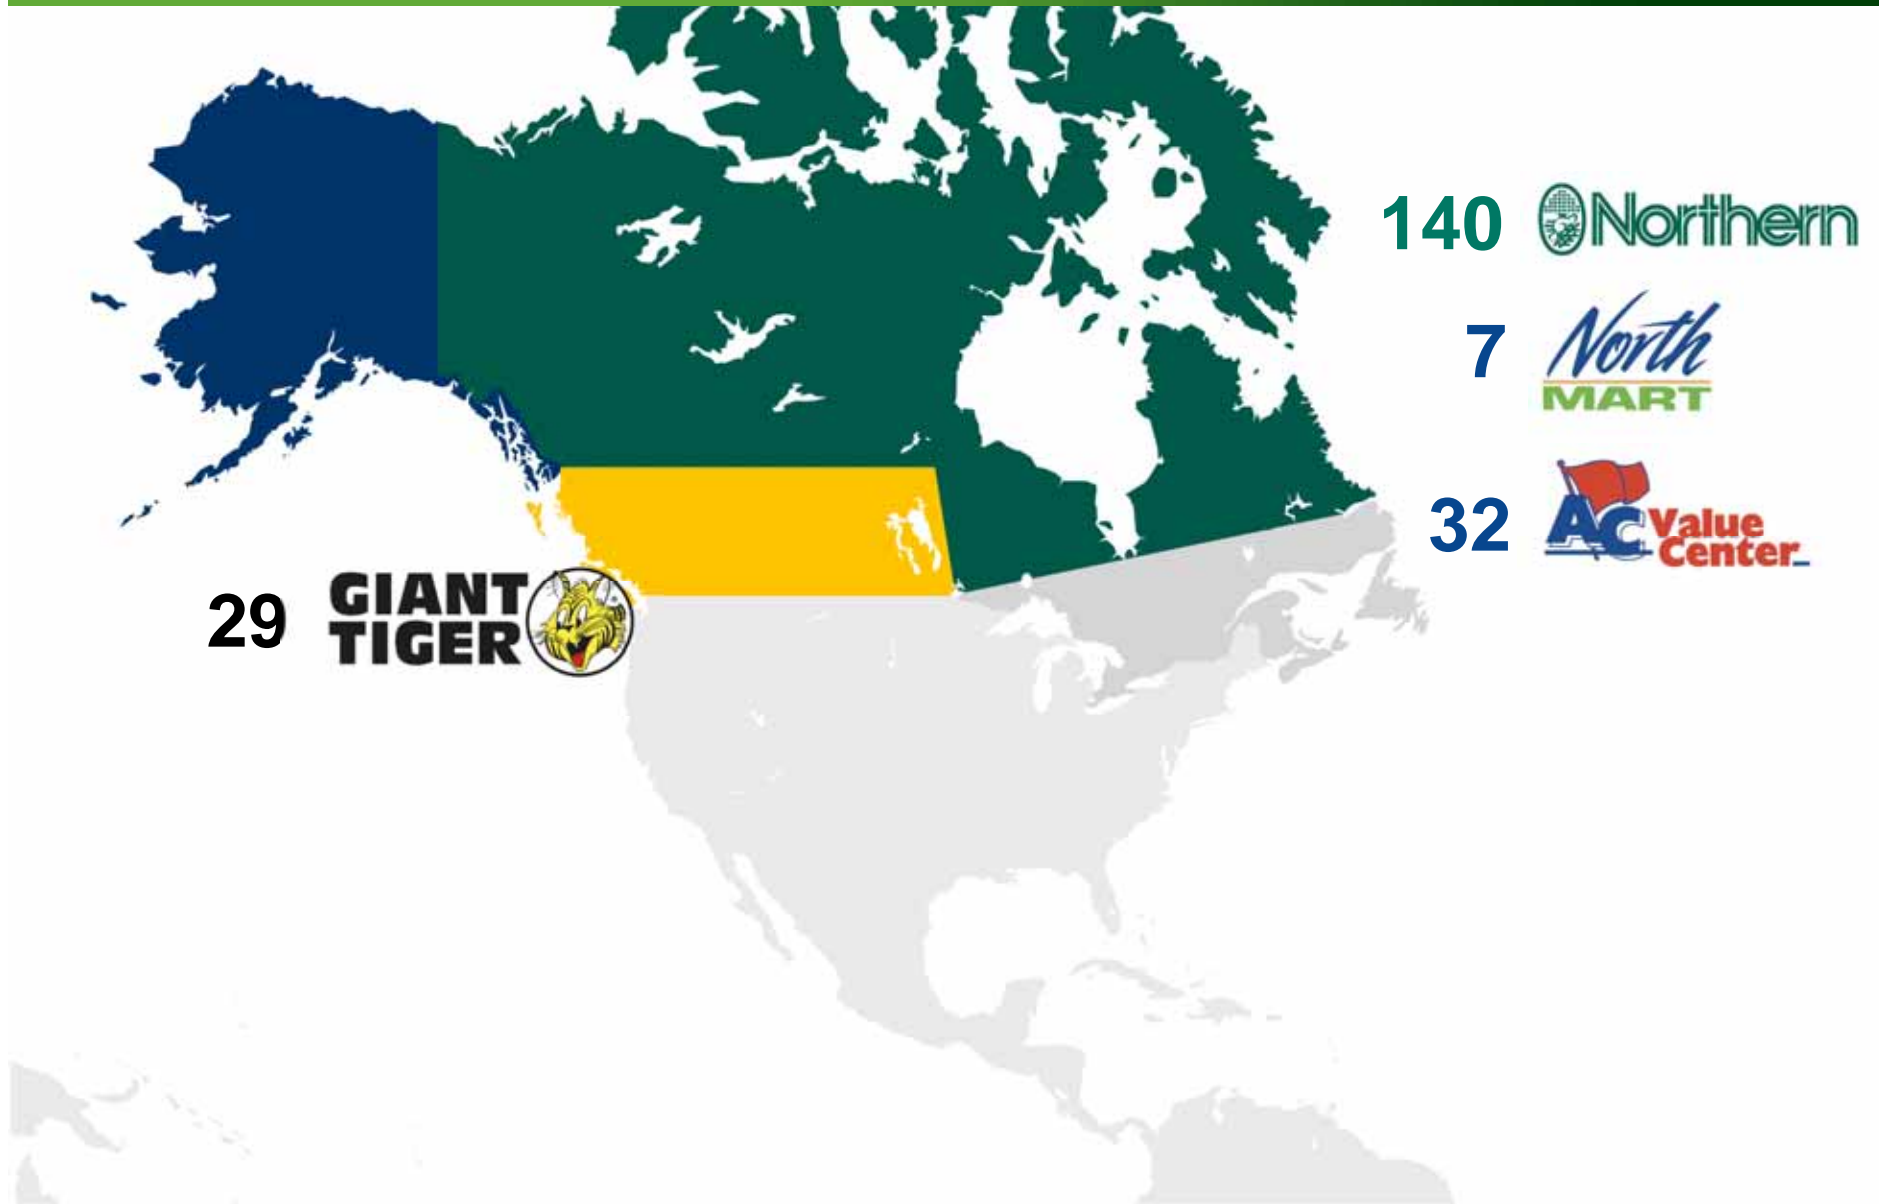 140 Northern
7 North
MART
32 AC Value
Center
29 GIANT
TIGER